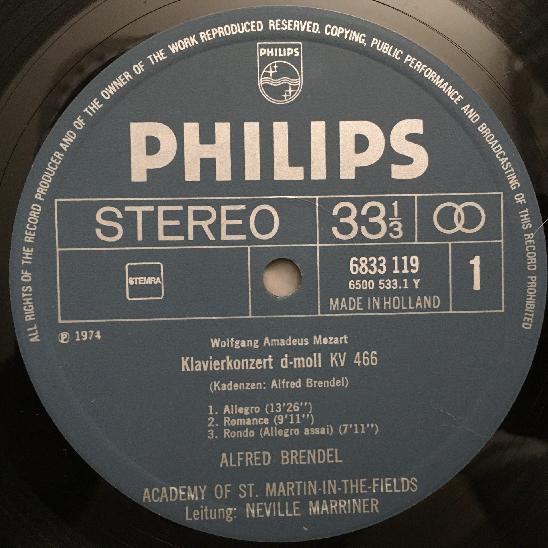 ALL RIGHTS OF THE RECORD PRODUCER AND OF THE OWNER OF THE WORK REPRODUCED RESERVED. COPYING, PUBLIC PERFORMANCE AND BROADCASTING OF THIS RECORD PROHIBITED
PHILIPS
PHILIPS
STEREO
33 1/3
STEMRA
6833 119
6500 533.1 Y
MADE IN HOLLAND
1
℗ 1974
Wolfgang Amadeus Mozart
Klavierkonzert d-moll KV 466
(Kadenzen: Alfred Brendel)
1. Allegro (13'26")
2. Romance (9'11")
3. Rondo (Allegro assai) (7'11")
ALFRED BRENDEL
ACADEMY OF ST. MARTIN-IN-THE-FIELDS
Leitung: NEVILLE MARRINER